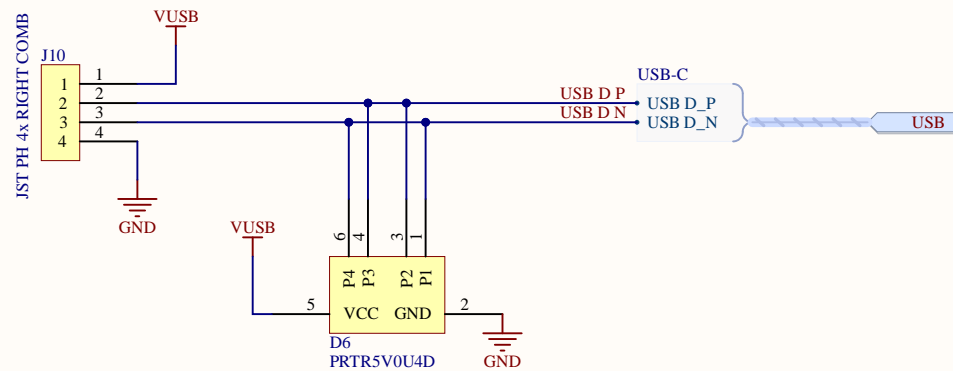 VUSB
J10
JST PH 4x RIGHT COMB
1 1
2 2
3 3
4 4
GND
USB D P
USB D N
USB-C
USB D_P
USB D_N
USB
VUSB
6 4 3 1
P4 P3 P2 P1
5 VCC GND 2
D6
PRTR5V0U4D
GND